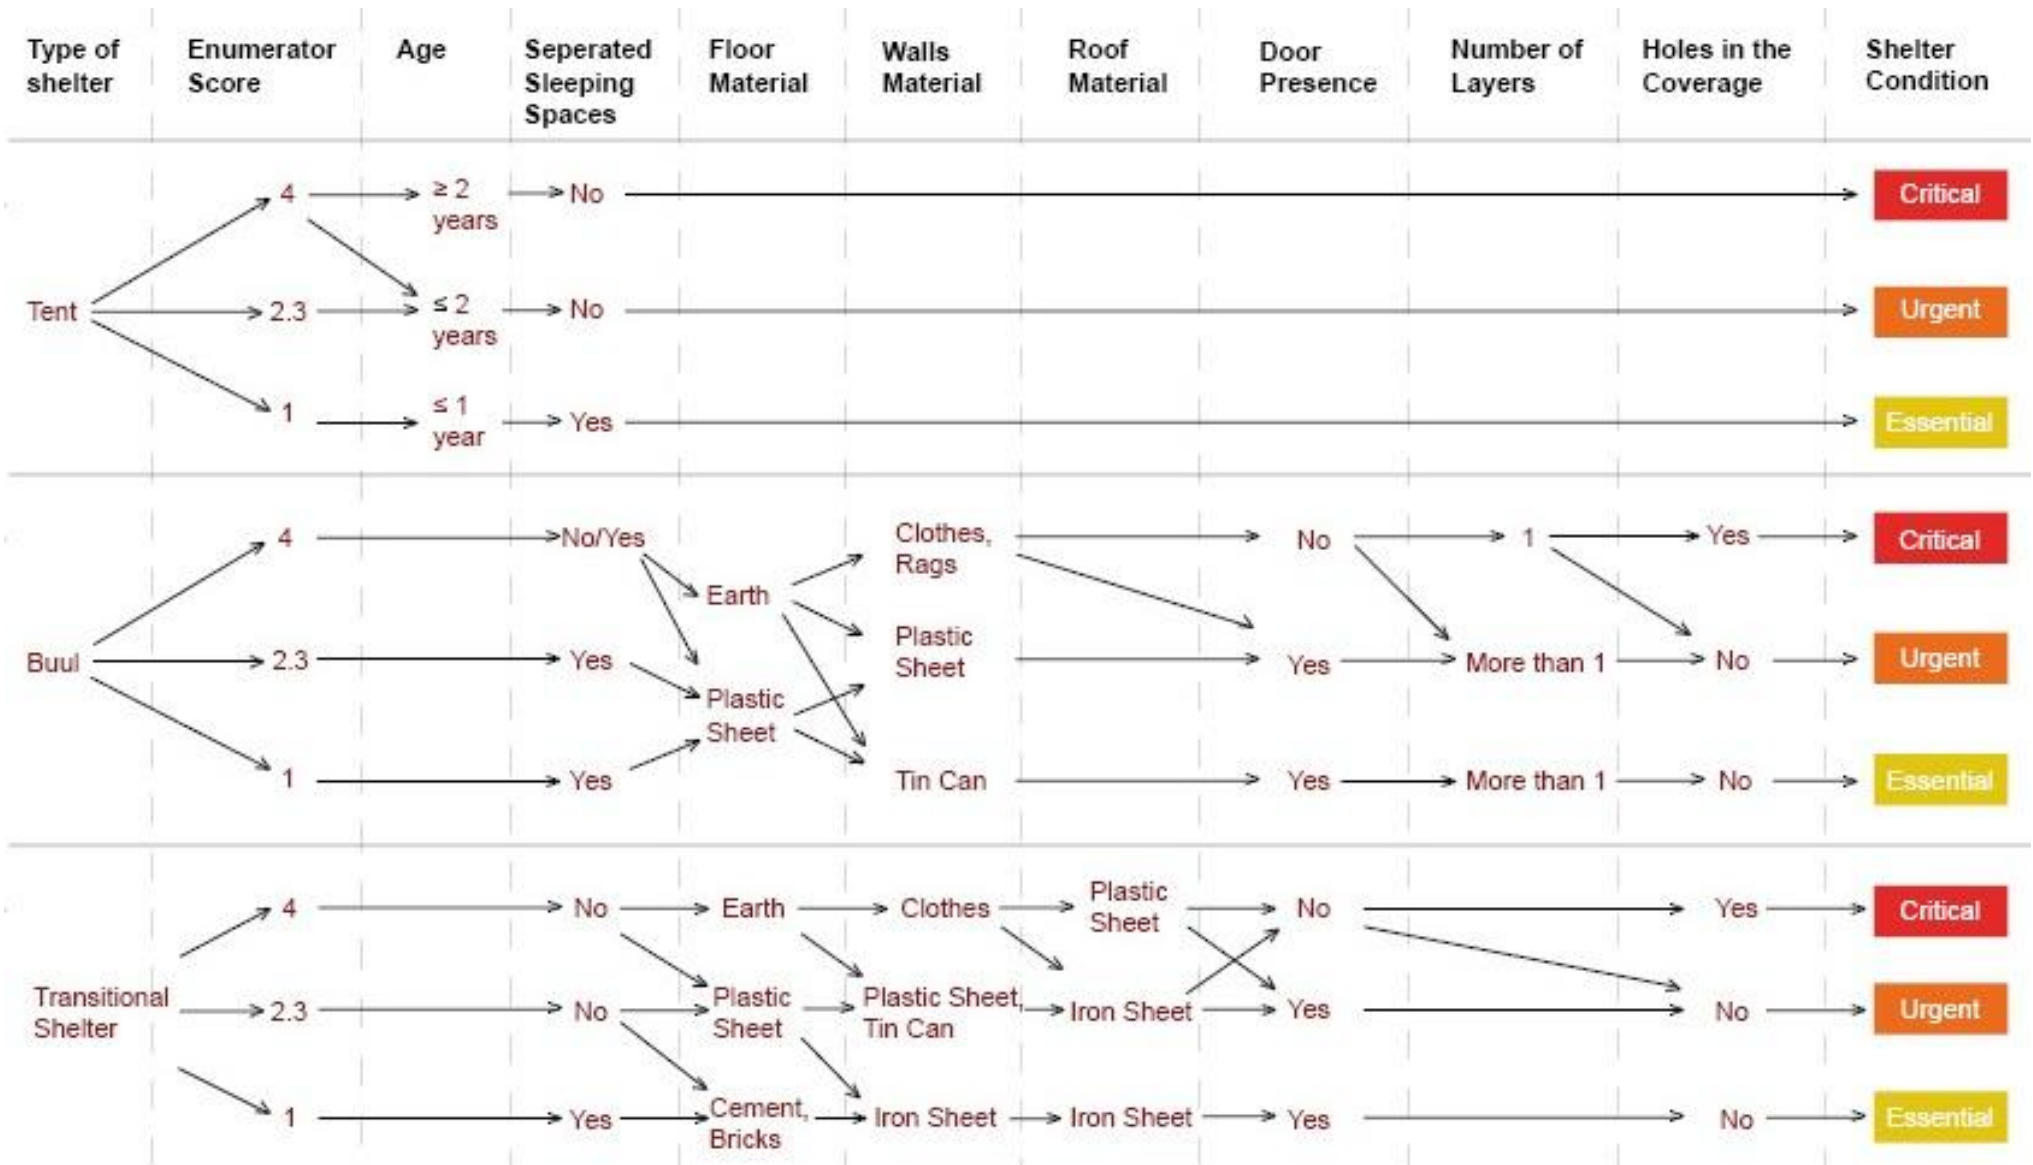 Type of shelter
Enumerator Score
Age
Seperated Sleeping Spaces
Floor Material
Walls Material
Roof Material
Door Presence
Number of Layers
Holes in the Coverage
Shelter Condition
Tent
4
≥ 2 years
No
Critical
2.3
≤ 2 years
No
Urgent
1
≤ 1 year
Yes
Essential
Buul
4
No/Yes
Earth
Clothes, Rags
No
1
Yes
Critical
2.3
Yes
Plastic Sheet
Plastic Sheet
Yes
More than 1
No
Urgent
1
Yes
Tin Can
Yes
More than 1
No
Essential
Transitional Shelter
4
No
Earth
Clothes
Plastic Sheet
No
Yes
Critical
2.3
No
Plastic Sheet
Plastic Sheet, Tin Can
Iron Sheet
Yes
No
Urgent
1
Yes
Cement, Bricks
Iron Sheet
Iron Sheet
Yes
No
Essential